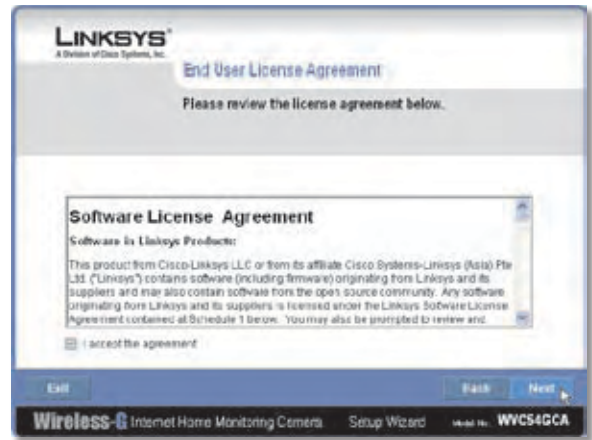 LINKSYS®
A Division of Cisco Systems, Inc.
End User License Agreement
Please review the license agreement below.
Software License Agreement
Software in Linksys Products:
This product from Cisco-Linksys LLC or from its affiliate Cisco Systems-Linksys (Asia) Pte
Ltd. ("Linksys") contains software (including firmware) originating from Linksys and its
suppliers and may also contain software from the open source community. Any software
originating from Linksys and its suppliers is licensed under the Linksys Software License
Agreement contained at Schedule 1 below. You may also be prompted to review and
I accept the agreement
Exit
Back
Next
Wireless-G Internet Home Monitoring Camera
Setup Wizard
Model No. WVC54GCA